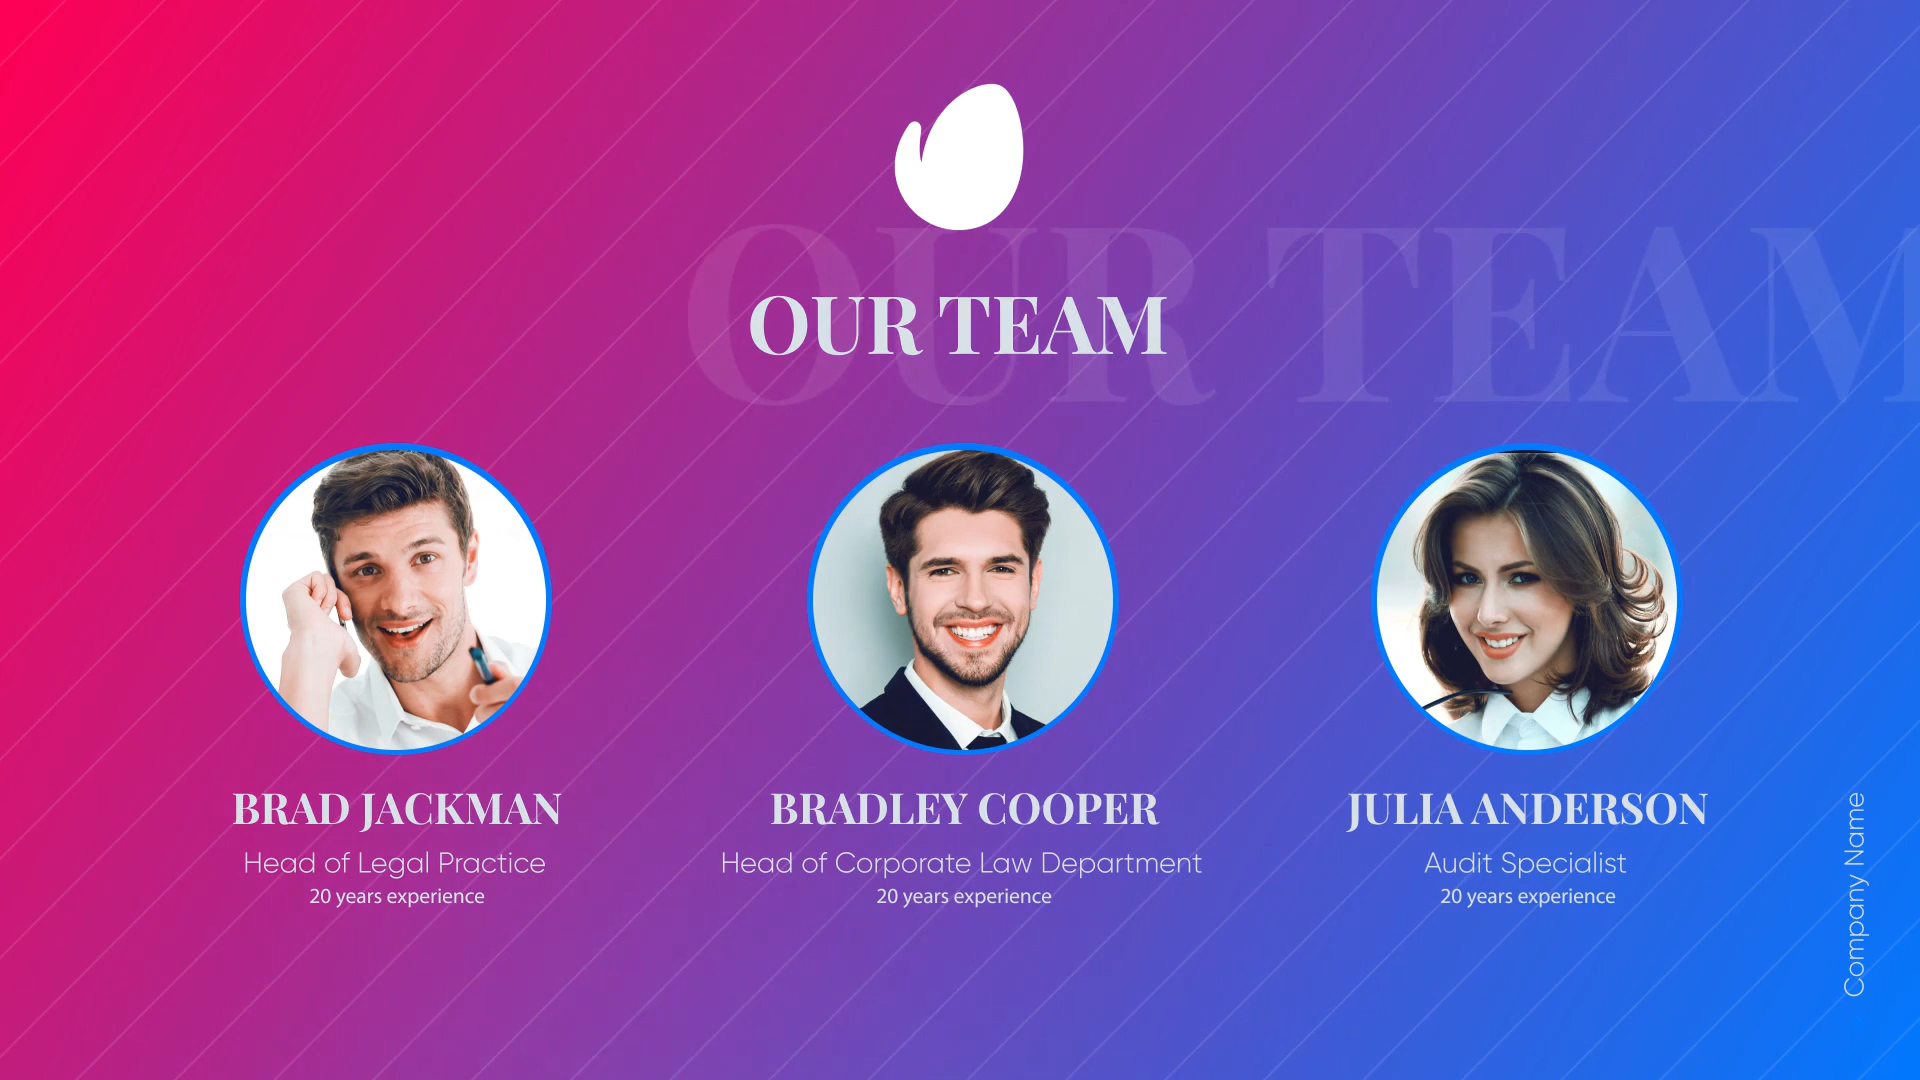 OUR TEAM
OUR TEAM
BRAD JACKMAN
Head of Legal Practice
20 years experience
BRADLEY COOPER
Head of Corporate Law Department
20 years experience
JULIA ANDERSON
Audit Specialist
20 years experience
Company Name